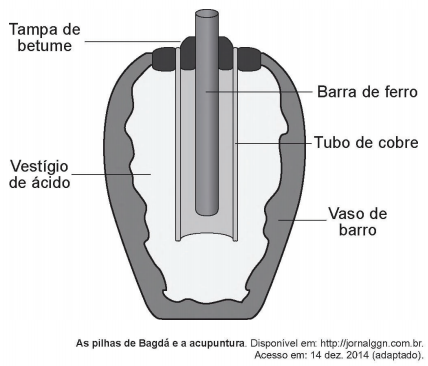 Tampa de
betume
Barra de ferro
Tubo de cobre
Vestígio
de ácido
Vaso de
barro
As pilhas de Bagdá e a acupuntura. Disponível em: http://jornalggn.com.br.
Acesso em: 14 dez. 2014 (adaptado).